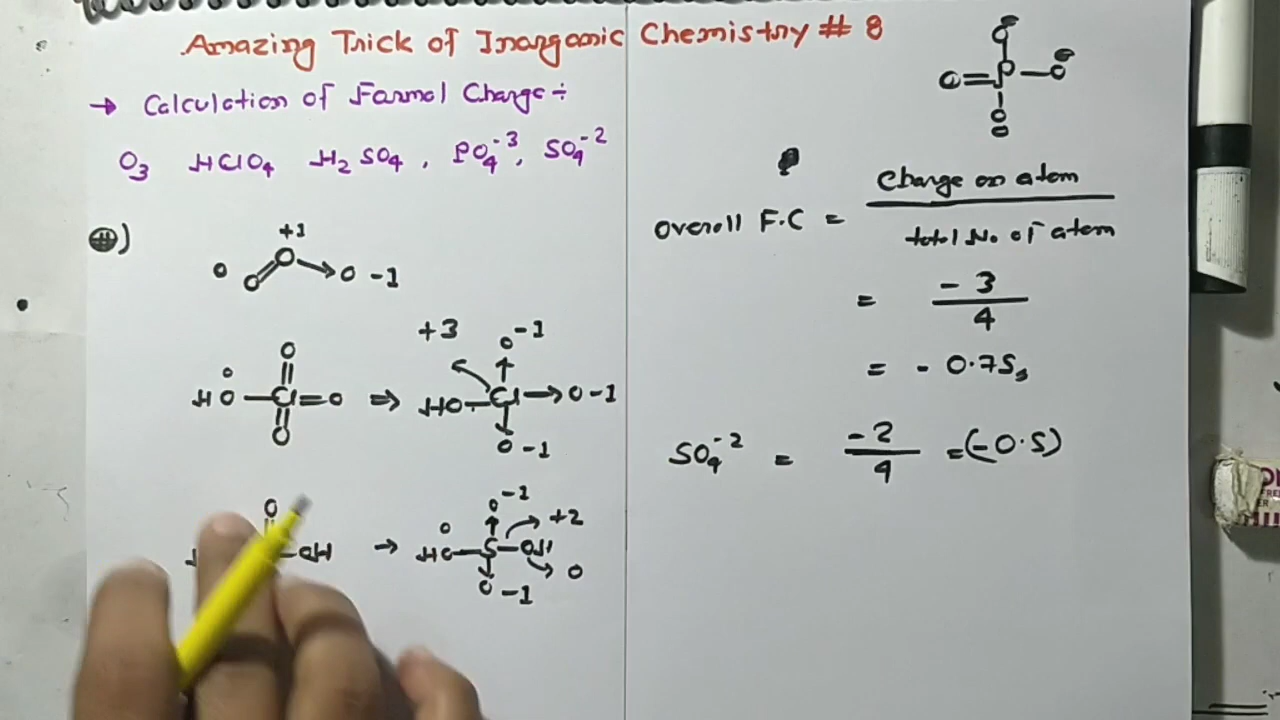 Amazing Trick of Inorganic Chemistry # 8
→ Calculation of Farmal Charge ÷
O3 HClO4 H2SO4 , PO4-3, SO4-2
+1
O O O -1
O
HO-Cl=O ⇒
O
O
+3 O-1
HO-Cl→O-1
O-1
O
OH →
O-1 +2
O
HO-S-OH
O-1 O
O
O=P-O
O
Overall F.C = Charge on atom
total No. of atom
= -3
4
= - 0.75,
SO4-2 = -2 = (-0.5)
4